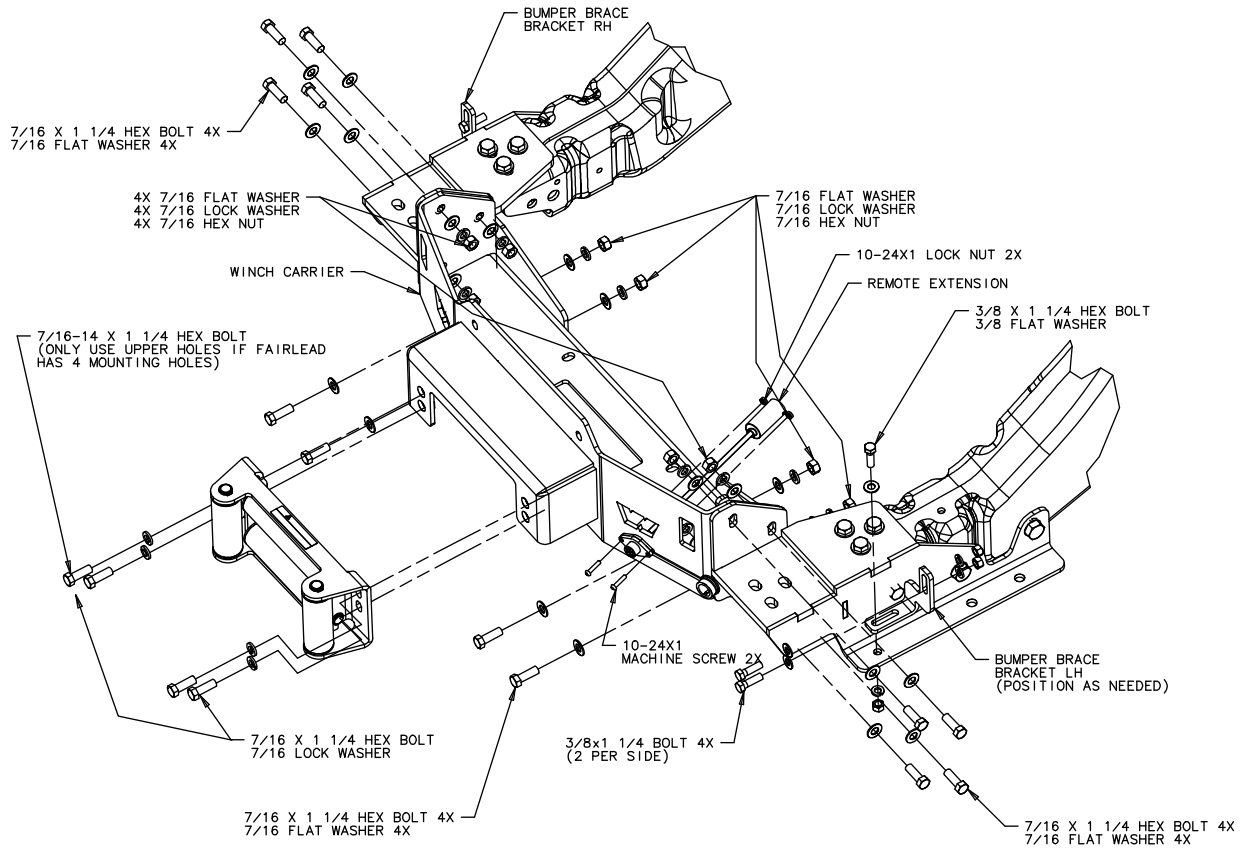 BUMPER BRACE
BRACKET RH
7/16 X 1 1/4 HEX BOLT 4X
7/16 FLAT WASHER 4X
4X 7/16 FLAT WASHER
4X 7/16 LOCK WASHER
4X 7/16 HEX NUT
7/16 FLAT WASHER
7/16 LOCK WASHER
7/16 HEX NUT
10-24X1 LOCK NUT 2X
WINCH CARRIER
REMOTE EXTENSION
3/8 X 1 1/4 HEX BOLT
3/8 FLAT WASHER
7/16-14 X 1 1/4 HEX BOLT
(ONLY USE UPPER HOLES IF FAIRLEAD
HAS 4 MOUNTING HOLES)
10-24X1
MACHINE SCREW 2X
BUMPER BRACE
BRACKET LH
(POSITION AS NEEDED)
7/16 X 1 1/4 HEX BOLT
7/16 LOCK WASHER
3/8x1 1/4 BOLT 4X
(2 PER SIDE)
7/16 X 1 1/4 HEX BOLT 4X
7/16 FLAT WASHER 4X
7/16 X 1 1/4 HEX BOLT 4X
7/16 FLAT WASHER 4X